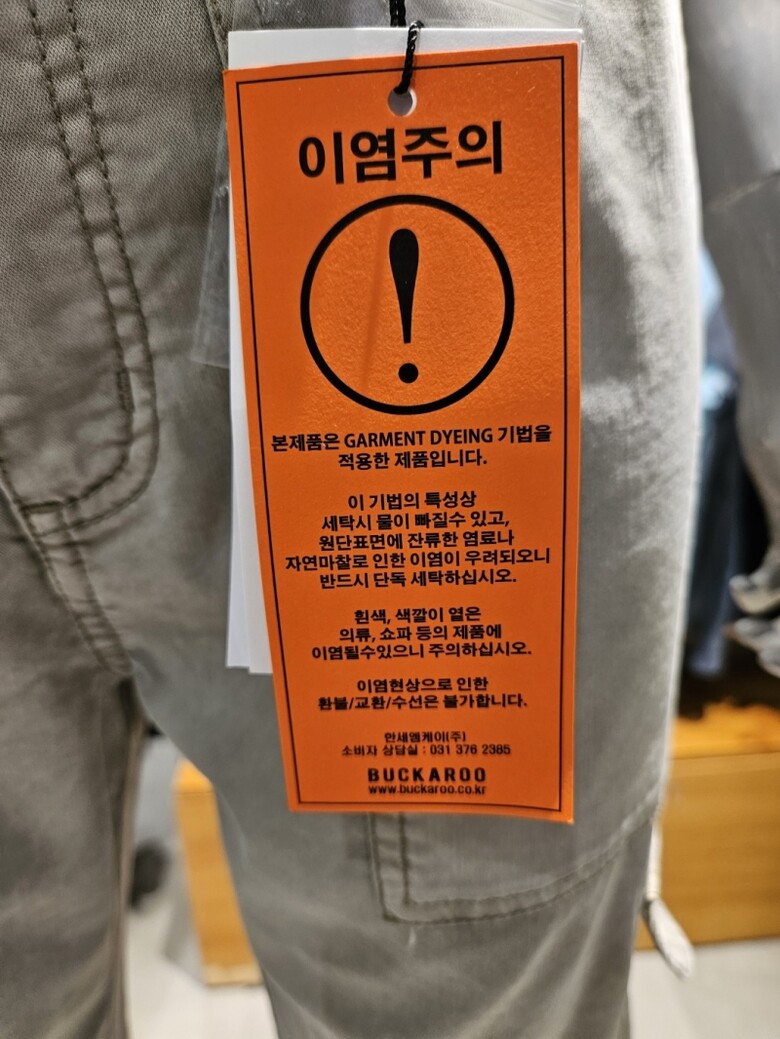 이염주의
본제품은 GARMENT DYEING 기법을
적용한 제품입니다.
이 기법의 특성상
세탁시 물이 빠질수 있고,
원단표면에 잔류한 염료나
자연마찰로 인한 이염이 우려되오니
반드시 단독 세탁하십시오.
흰색, 색깔이 옅은
의류, 쇼파 등의 제품에
이염될수있으니 주의하십시오.
이염현상으로 인한
환불/교환/수선은 불가합니다.
한세엠케이(주)
소비자 상담실 : 031 376 2385
BUCKAROO
www.buckaroo.co.kr